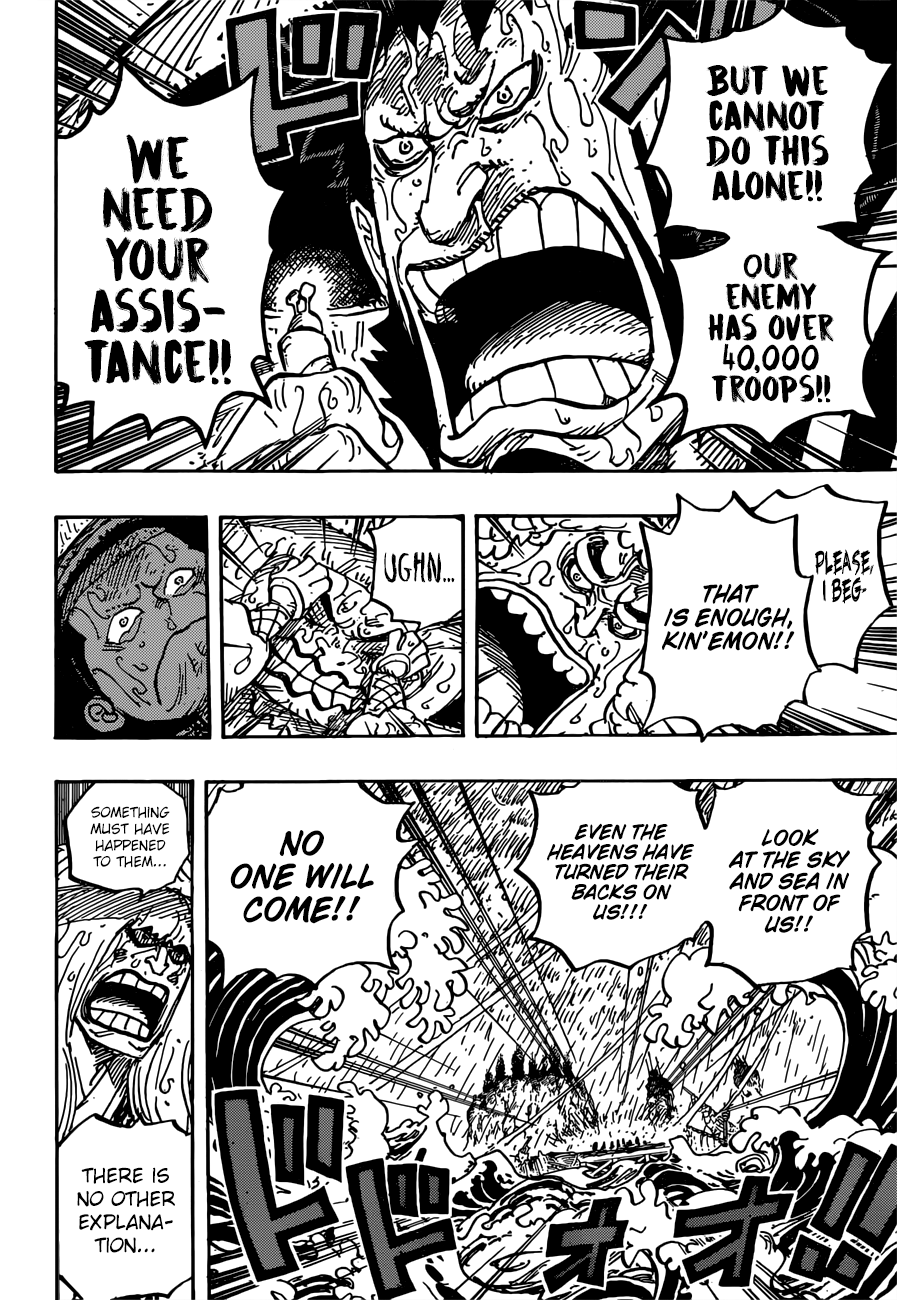 BUT WE
CANNOT
DO THIS
ALONE!!
OUR
ENEMY
HAS OVER
40,000
TROOPS!!
ドド
WE
NEED
YOUR
ASSIS-
TANCE!!
PLEASE,
I BEG-
THAT
IS ENOUGH,
KIN'EMON!!
UGHN...
LOOK
AT THE SKY
AND SEA IN
FRONT OF
US!!
EVEN THE
HEAVENS HAVE
TURNED THEIR
BACKS ON
US!!!
NO
ONE WILL
COME!!
ドドォォ!!
SOMETHING
MUST HAVE
HAPPENED
TO THEM...
THERE IS
NO OTHER
EXPLANA-
TION...